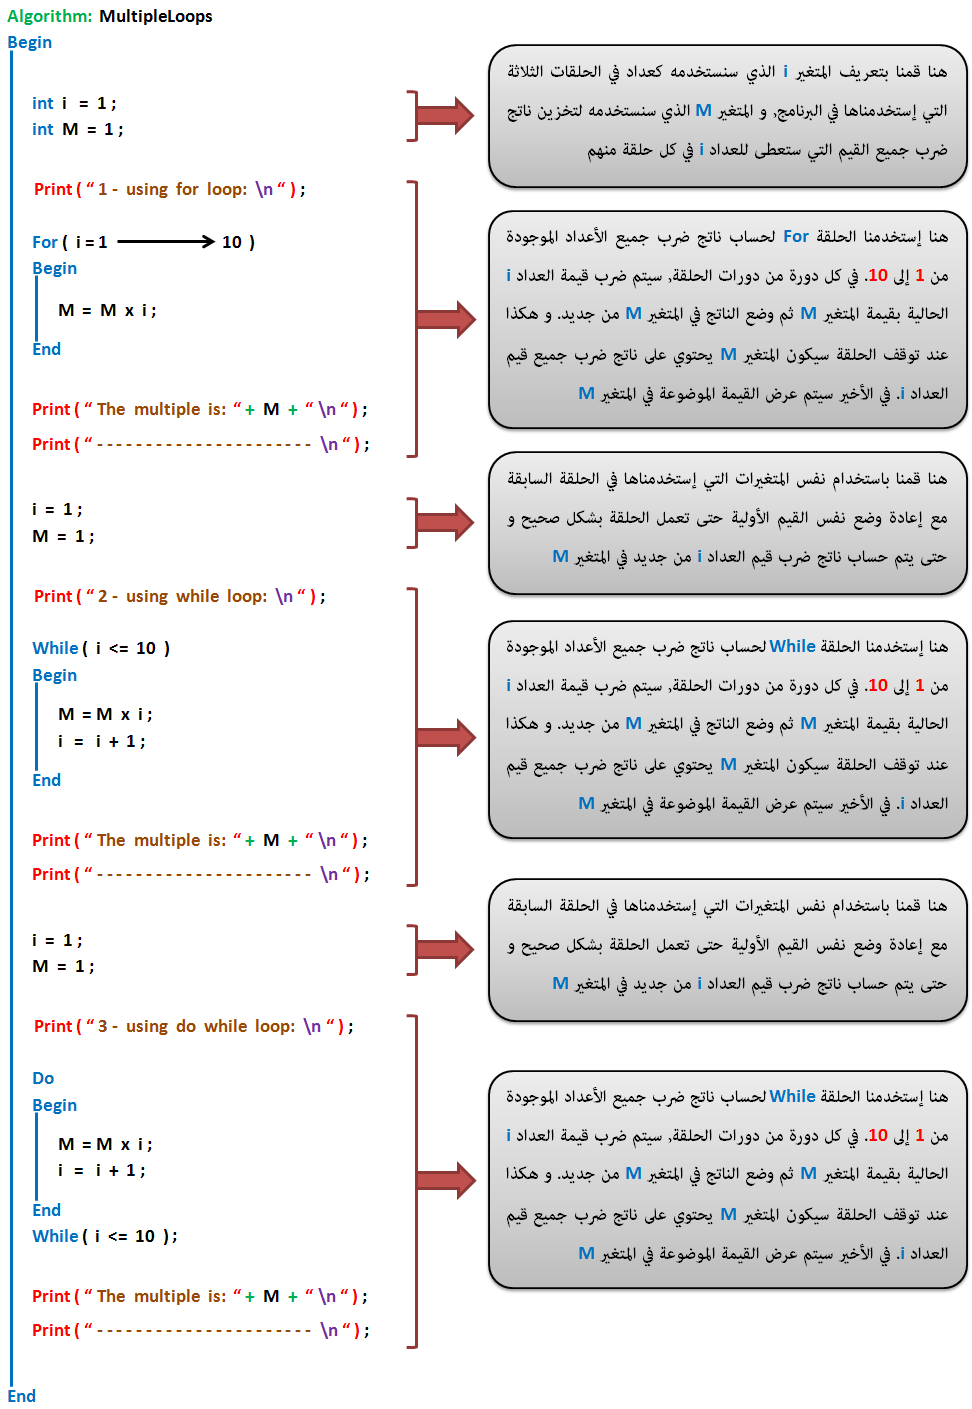 Algorithm: MultipleLoops
Begin
int i = 1 ;
int M = 1 ;
هنا قمنا بتعريف المتغير i الذي سنستخدمه كعداد في الحلقات الثلاثة
التي إستخدمناها في البرنامج, و المتغير M الذي سنستخدمه لتخزين ناتج
ضرب جميع القيم التي ستعطى للعداد i في كل حلقة منهم
Print ( “ 1 - using for loop: \n “ ) ;
For ( i = 1 ⟶ 10 )
Begin
M = M x i ;
End
Print ( “ The multiple is: “ + M + “ \n “ ) ;
Print ( “ - - - - - - - - - - - - - - - - - - - - - - - \n “ ) ;
هنا إستخدمنا الحلقة For لحساب ناتج ضرب جميع الأعداد الموجودة
من 1 إلى 10. في كل دورة من دورات الحلقة, سيتم ضرب قيمة العداد i
الحالية بقيمة المتغير M ثم وضع الناتج في المتغير M من جديد. و هكذا
عند توقف الحلقة سيكون المتغير M يحتوي على ناتج ضرب جميع قيم
العداد i. في الأخير سيتم عرض القيمة الموضوعة في المتغير M
i = 1 ;
M = 1 ;
هنا قمنا باستخدام نفس المتغيرات التي إستخدمناها في الحلقة السابقة
مع إعادة وضع نفس القيم الأولية حتى تعمل الحلقة بشكل صحيح و
حتى يتم حساب ناتج ضرب قيم العداد i من جديد في المتغير M
Print ( “ 2 - using while loop: \n “ ) ;
While ( i <= 10 )
Begin
M = M x i ;
i = i + 1 ;
End
Print ( “ The multiple is: “ + M + “ \n “ ) ;
Print ( “ - - - - - - - - - - - - - - - - - - - - - - - \n “ ) ;
هنا إستخدمنا الحلقة While لحساب ناتج ضرب جميع الأعداد الموجودة
من 1 إلى 10. في كل دورة من دورات الحلقة, سيتم ضرب قيمة العداد i
الحالية بقيمة المتغير M ثم وضع الناتج في المتغير M من جديد. و هكذا
عند توقف الحلقة سيكون المتغير M يحتوي على ناتج ضرب جميع قيم
العداد i. في الأخير سيتم عرض القيمة الموضوعة في المتغير M
i = 1 ;
M = 1 ;
هنا قمنا باستخدام نفس المتغيرات التي إستخدمناها في الحلقة السابقة
مع إعادة وضع نفس القيم الأولية حتى تعمل الحلقة بشكل صحيح و
حتى يتم حساب ناتج ضرب قيم العداد i من جديد في المتغير M
Print ( “ 3 - using do while loop: \n “ ) ;
Do
Begin
M = M x i ;
i = i + 1 ;
End
While ( i <= 10 ) ;
Print ( “ The multiple is: “ + M + “ \n “ ) ;
Print ( “ - - - - - - - - - - - - - - - - - - - - - - - \n “ ) ;
هنا إستخدمنا الحلقة While لحساب ناتج ضرب جميع الأعداد الموجودة
من 1 إلى 10. في كل دورة من دورات الحلقة, سيتم ضرب قيمة العداد i
الحالية بقيمة المتغير M ثم وضع الناتج في المتغير M من جديد. و هكذا
عند توقف الحلقة سيكون المتغير M يحتوي على ناتج ضرب جميع قيم
العداد i. في الأخير سيتم عرض القيمة الموضوعة في المتغير M
End